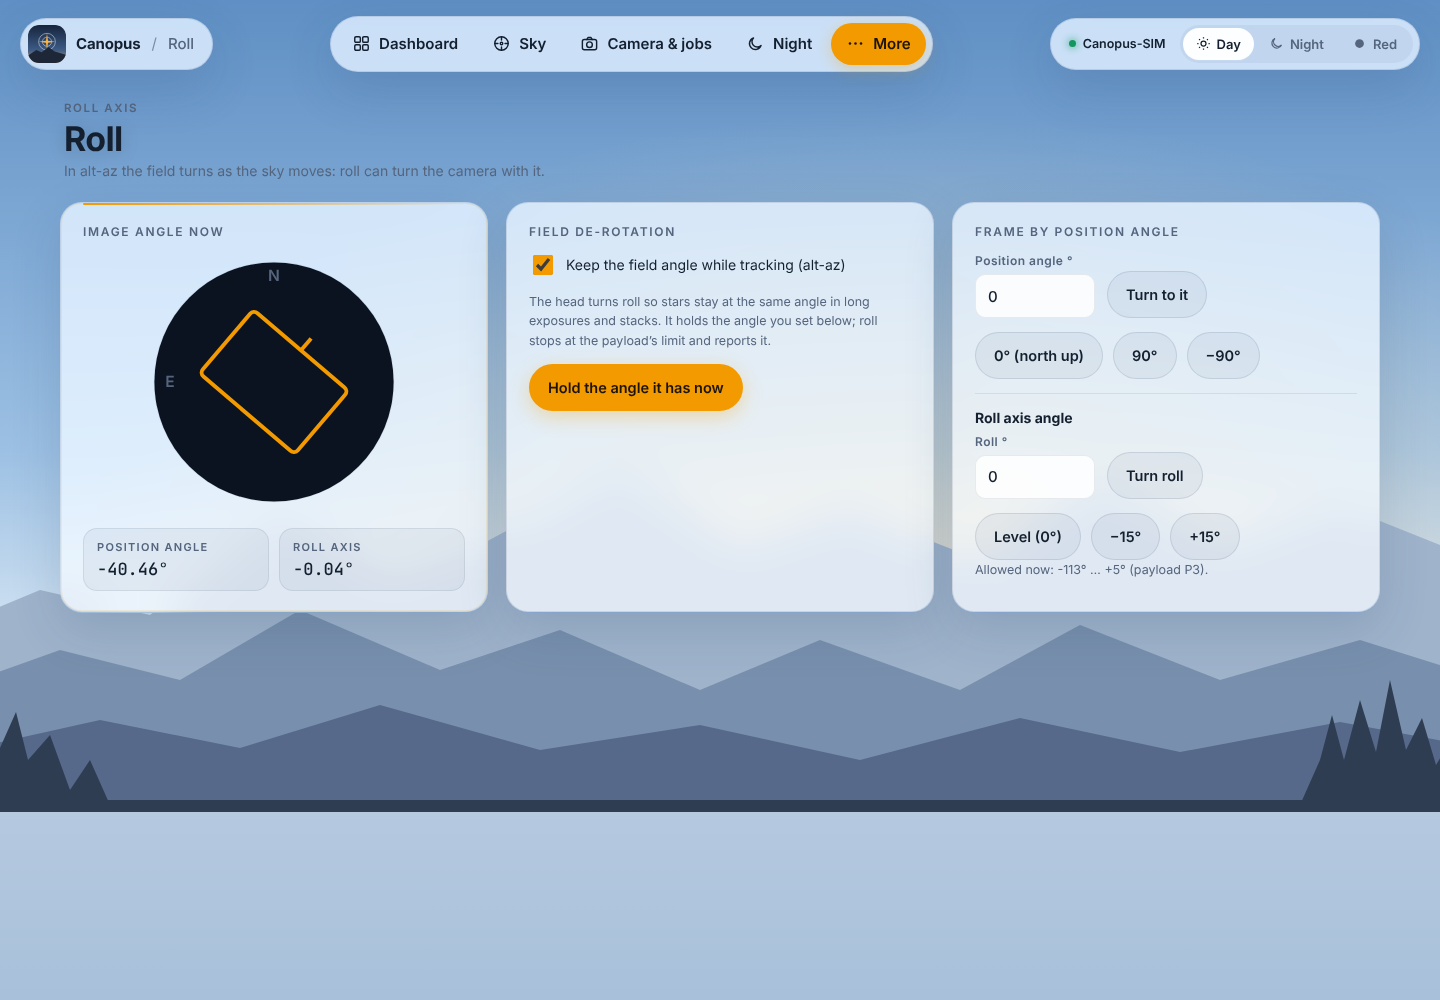 Canopus / Roll
Dashboard
Sky
Camera & jobs
Night
More
Canopus-SIM
Day
Night
Red
ROLL AXIS
Roll
In alt-az the field turns as the sky moves: roll can turn the camera with it.
IMAGE ANGLE NOW
N
E
POSITION ANGLE
-40.46°
ROLL AXIS
-0.04°
FIELD DE-ROTATION
Keep the field angle while tracking (alt-az)
The head turns roll so stars stay at the same angle in long
exposures and stacks. It holds the angle you set below; roll
stops at the payload’s limit and reports it.
Hold the angle it has now
FRAME BY POSITION ANGLE
Position angle °
0
Turn to it
0° (north up)
90°
−90°
Roll axis angle
Roll °
0
Turn roll
Level (0°)
−15°
+15°
Allowed now: -113° … +5° (payload P3).